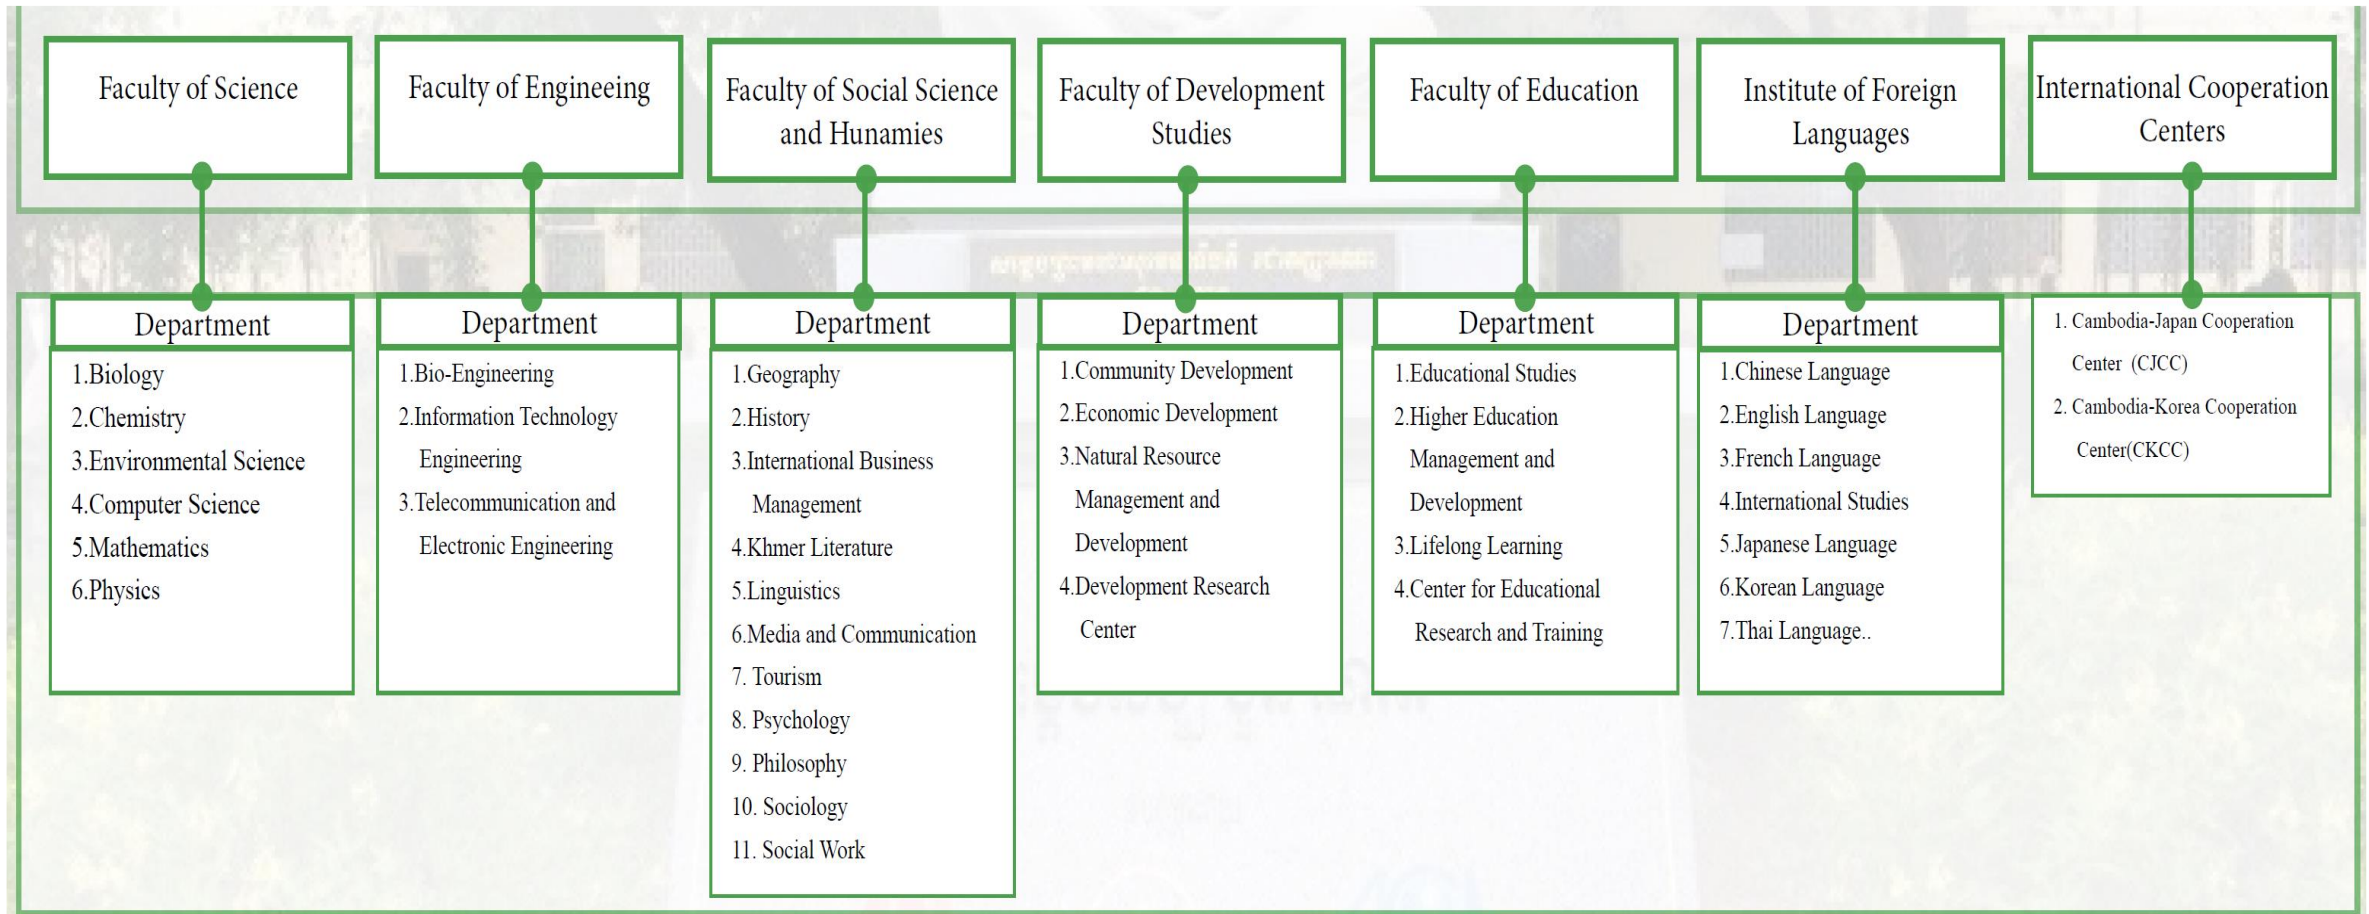 Faculty of Science
Faculty of Engineeing
Faculty of Social Science
and Hunamies
Faculty of Development
Studies
Faculty of Education
Institute of Foreign
Languages
International Cooperation
Centers
Department
1.Biology
2.Chemistry
3.Environmental Science
4.Computer Science
5.Mathematics
6.Physics
Department
1.Bio-Engineering
2.Information Technology
Engineering
3.Telecommunication and
Electronic Engineering
Department
1.Geography
2.History
3.International Business
Management
4.Khmer Literature
5.Linguistics
6.Media and Communication
7. Tourism
8. Psychology
9. Philosophy
10. Sociology
11. Social Work
Department
1.Community Development
2.Economic Development
3.Natural Resource
Management and
Development
4.Development Research
Center
Department
1.Educational Studies
2.Higher Education
Management and
Development
3.Lifelong Learning
4.Center for Educational
Research and Training
Department
1.Chinese Language
2.English Language
3.French Language
4.International Studies
5.Japanese Language
6.Korean Language
7.Thai Language..
1. Cambodia-Japan Cooperation
Center (CJCC)
2. Cambodia-Korea Cooperation
Center(CKCC)